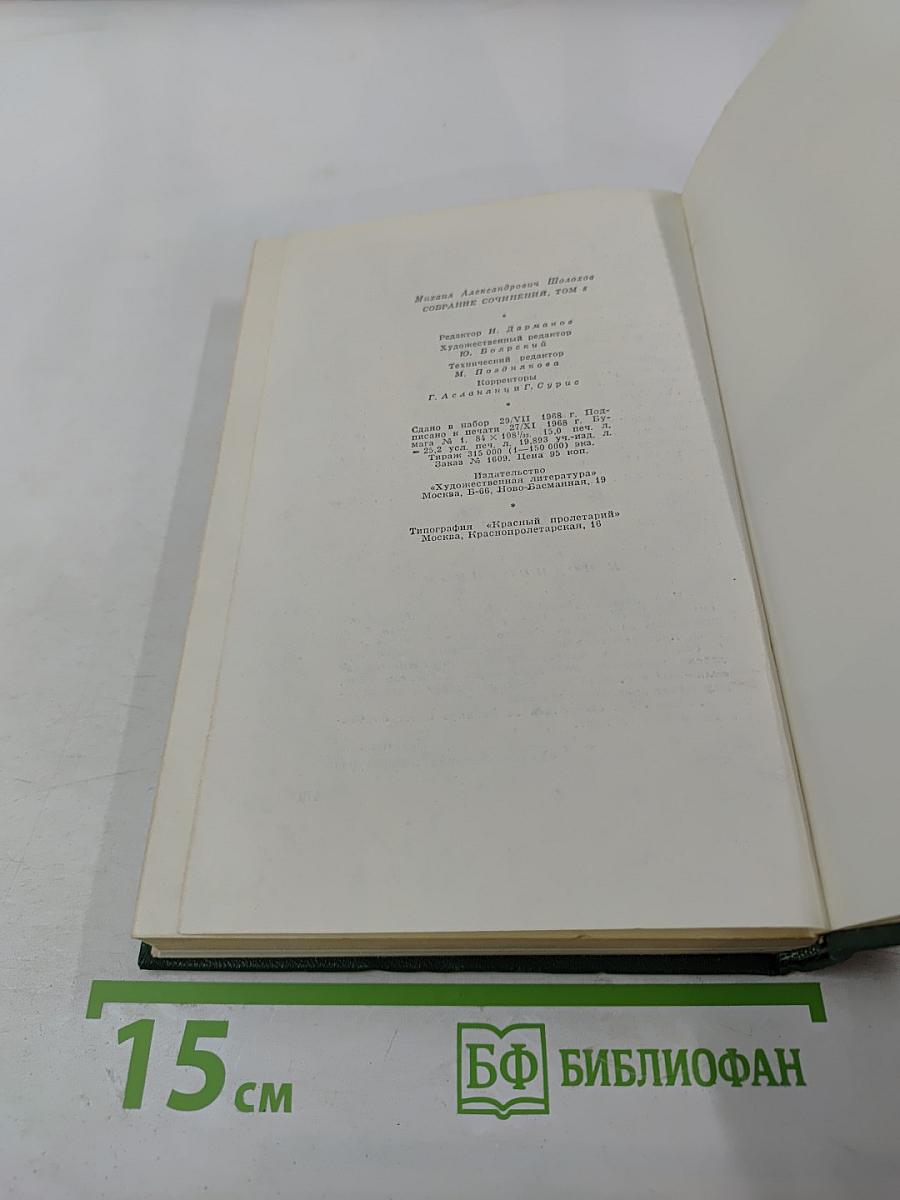 Михаил Александрович Шолохов
СОБРАНИЕ СОЧИНЕНИЙ, ТОМ 8
*
Редактор И. Дарманов
Художественный редактор
Ю. Боярский
Технический редактор
М. Позднякова
Корректоры
Г. Асланянц и Г. Сурис
*
Сдано в набор 29/VII 1968 г. Под-
писано к печати 27/XI 1968 г. Бу-
мага № 1. 84 × 108¹/₃₂. 15,0 печ. л.
= 25,2 усл. печ. л. 19,893 уч.-изд. л.
Тираж 315 000 (1—150 000) экз.
Заказ № 1609. Цена 95 коп.
Издательство
«Художественная литература»
Москва, Б-66, Ново-Басманная, 19
*
Типография «Красный пролетарий»
Москва, Краснопролетарская, 16
15 см
БФ БИБЛИОФАН